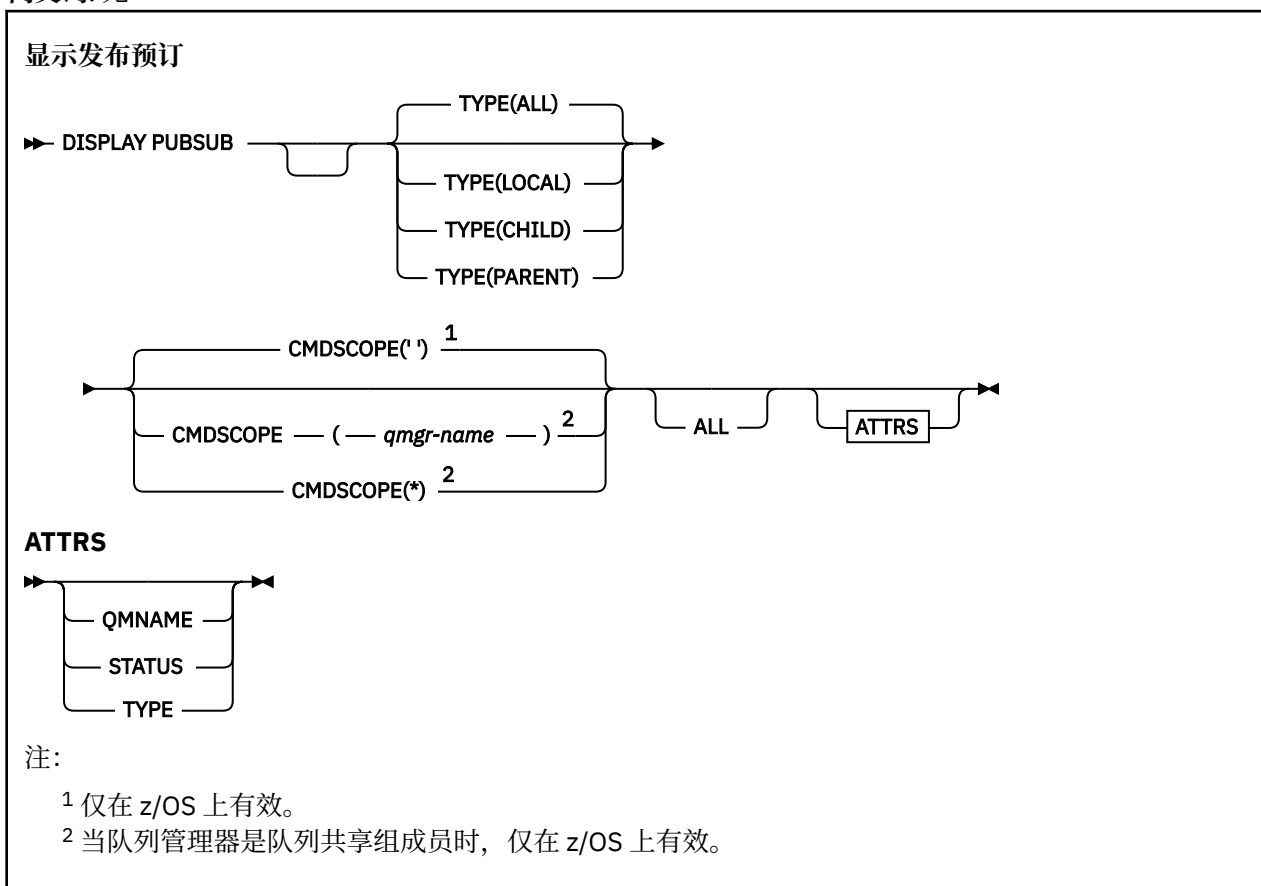 显示发布预订
TYPE(ALL)
DISPLAY PUBSUB
TYPE(LOCAL)
TYPE(CHILD)
TYPE(PARENT)
CMDSCOPE(' ') 1
CMDSCOPE ( qmgr-name ) 2
ALL
ATTRS
CMDSCOPE(*) 2
ATTRS
QMNAME
STATUS
TYPE
注:
1 仅在 z/OS 上有效。
2 当队列管理器是队列共享组成员时，仅在 z/OS 上有效。